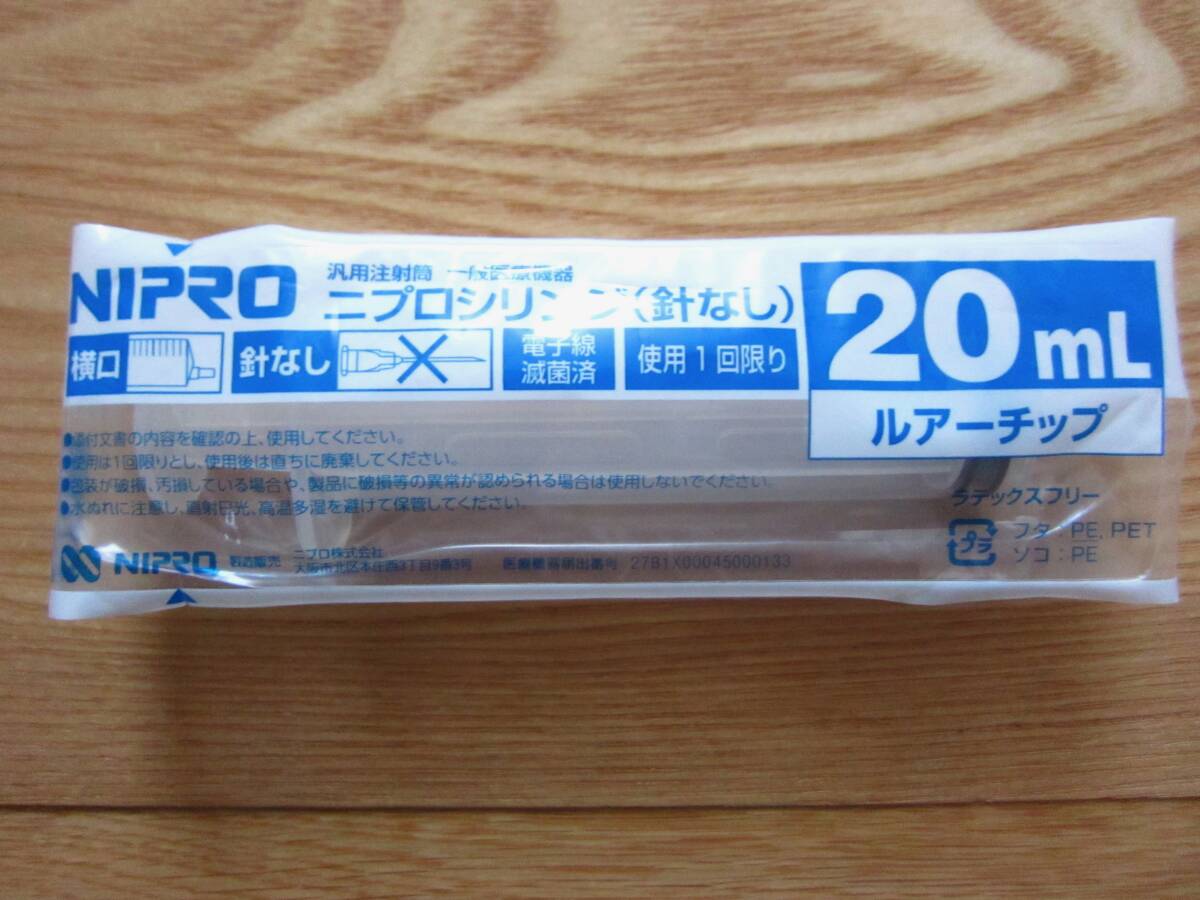 NIPRO
汎用注射筒 一般医療機器
ニプロシリンジ(針なし)
横口
針なし
電子線
滅菌済
使用1回限り
20mL
ルアーチップ
●添付文書の内容を確認の上、使用してください。
●使用は1回限りとし、使用後は直ちに廃棄してください。
●包装が破損、汚損している場合や、製品に破損等の異常が認められる場合は使用しないでください。
●水ぬれに注意し、直射日光、高温多湿を避けて保管してください。
ラテックスフリー
プラ
フタ:PE, PET
ソコ:PE
NIPRO
製造販売
ニプロ株式会社
大阪市北区本庄西3丁目9番3号
医療機器届出番号 27B1X00045000133